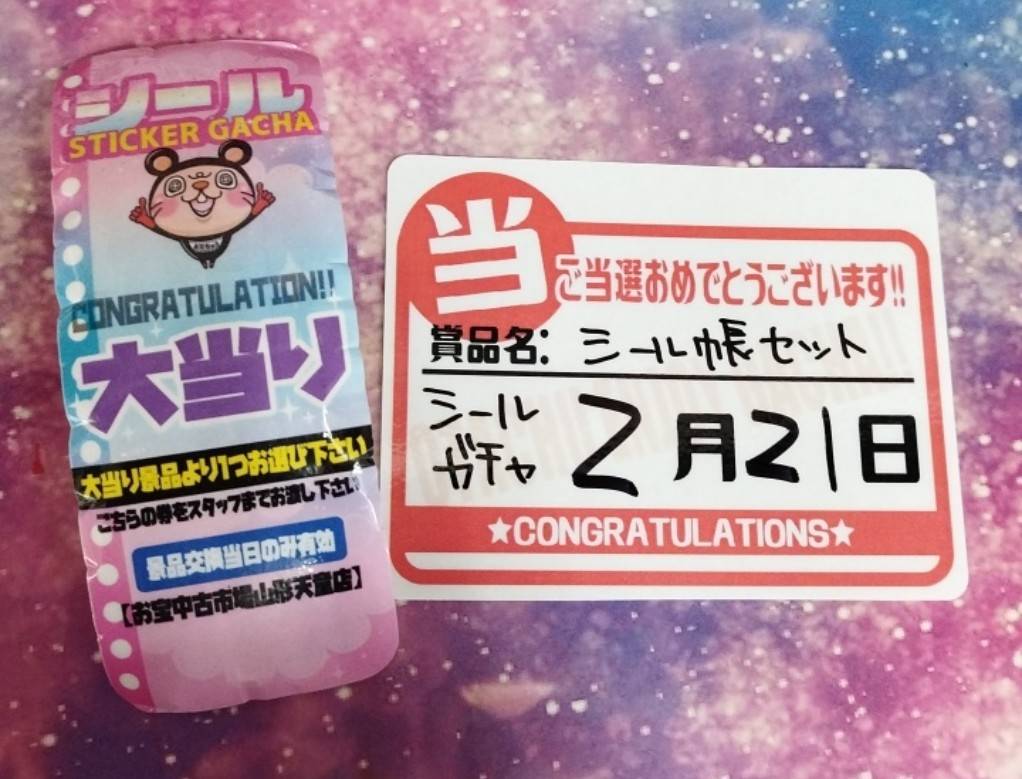 シール
STICKER GACHA
CONGRATULATION!!
大当り
大当り景品より1つお選び下さい
こちらの券をスタッフまでお渡し下さい
景品交換当日のみ有効
【お宝中古市場山形天童店】
当
ご当選おめでとうございます!!
賞品名: シール帳セット
シール
ガチャ
2月21日
★CONGRATULATIONS★